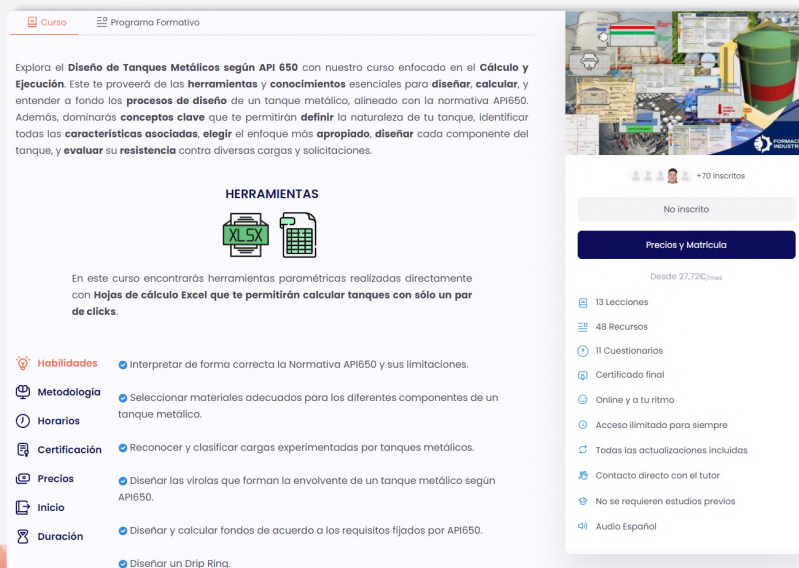 Curso
Programa Formativo
Explora el Diseño de Tanques Metálicos según API 650 con nuestro curso enfocado en el Cálculo y
Ejecución. Este te proveerá de las herramientas y conocimientos esenciales para diseñar, calcular, y
entender a fondo los procesos de diseño de un tanque metálico, alineado con la normativa API650.
Además, dominarás conceptos clave que te permitirán definir la naturaleza de tu tanque, identificar
todas las características asociadas, elegir el enfoque más apropiado, diseñar cada componente del
tanque, y evaluar su resistencia contra diversas cargas y solicitaciones.
HERRAMIENTAS
XLSX
En este curso encontrarás herramientas paramétricas realizadas directamente
con Hojas de cálculo Excel que te permitirán calcular tanques con sólo un par
de clicks.
Habilidades
Metodología
Horarios
Certificación
Precios
Inicio
Duración
Interpretar de forma correcta la Normativa API650 y sus limitaciones.
Seleccionar materiales adecuados para los diferentes componentes de un
tanque metálico.
Reconocer y clasificar cargas experimentadas por tanques metálicos.
Diseñar las virolas que forman la envolvente de un tanque metálico según
API650.
Diseñar y calcular fondos de acuerdo a los requisitos fijados por API650.
Diseñar un Drip Ring.
FORMACI
INDUSTRI
+70 inscritos
No inscrito
Precios y Matrícula
Desde 27,72€/mes
13 Lecciones
48 Recursos
11 Cuestionarios
Certificado final
Online y a tu ritmo
Acceso ilimitado para siempre
Todas las actualizaciones incluidas
Contacto directo con el tutor
No se requieren estudios previos
Audio Español